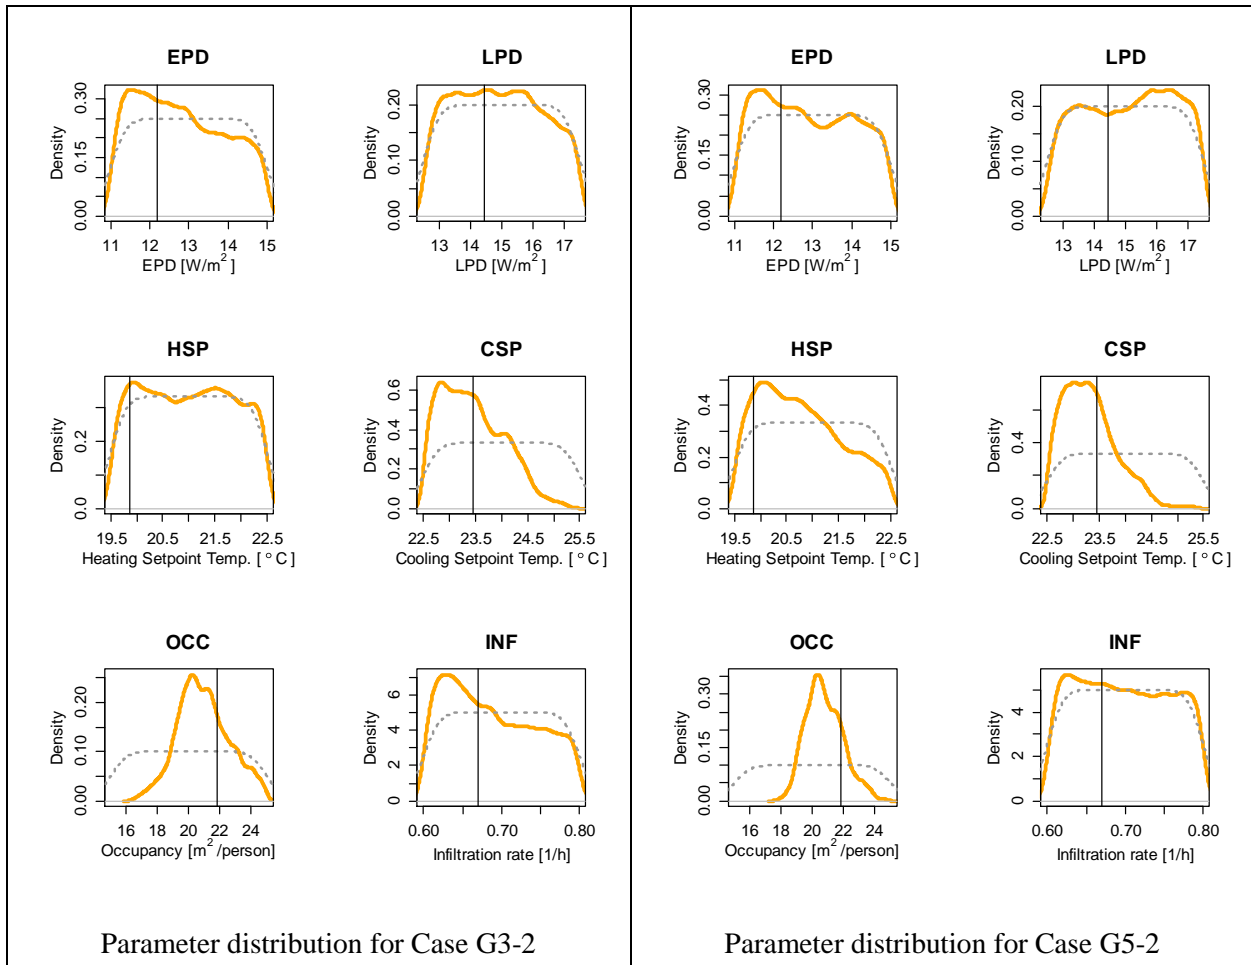 EPD
Density
0.00 0.15 0.30
11 12 13 14 15
EPD [W/m2 ]
LPD
Density
0.00 0.10 0.20
13 14 15 16 17
LPD [W/m2 ]
HSP
Density
0.0 0.2
19.5 20.5 21.5 22.5
Heating Setpoint Temp. [ ° C ]
CSP
Density
0.0 0.2 0.4 0.6
22.5 23.5 24.5 25.5
Cooling Setpoint Temp. [ ° C ]
OCC
Density
0.00 0.10 0.20
16 18 20 22 24
Occupancy [m2 /person]
INF
Density
0 2 4 6
0.60 0.70 0.80
Infiltration rate [1/h]
Parameter distribution for Case G3-2
EPD
Density
0.00 0.15 0.30
11 12 13 14 15
EPD [W/m2 ]
LPD
Density
0.00 0.10 0.20
13 14 15 16 17
LPD [W/m2 ]
HSP
Density
0.0 0.2 0.4
19.5 20.5 21.5 22.5
Heating Setpoint Temp. [ ° C ]
CSP
Density
0.0 0.4
22.5 23.5 24.5 25.5
Cooling Setpoint Temp. [ ° C ]
OCC
Density
0.00 0.15 0.30
16 18 20 22 24
Occupancy [m2 /person]
INF
Density
0 2 4
0.60 0.70 0.80
Infiltration rate [1/h]
Parameter distribution for Case G5-2